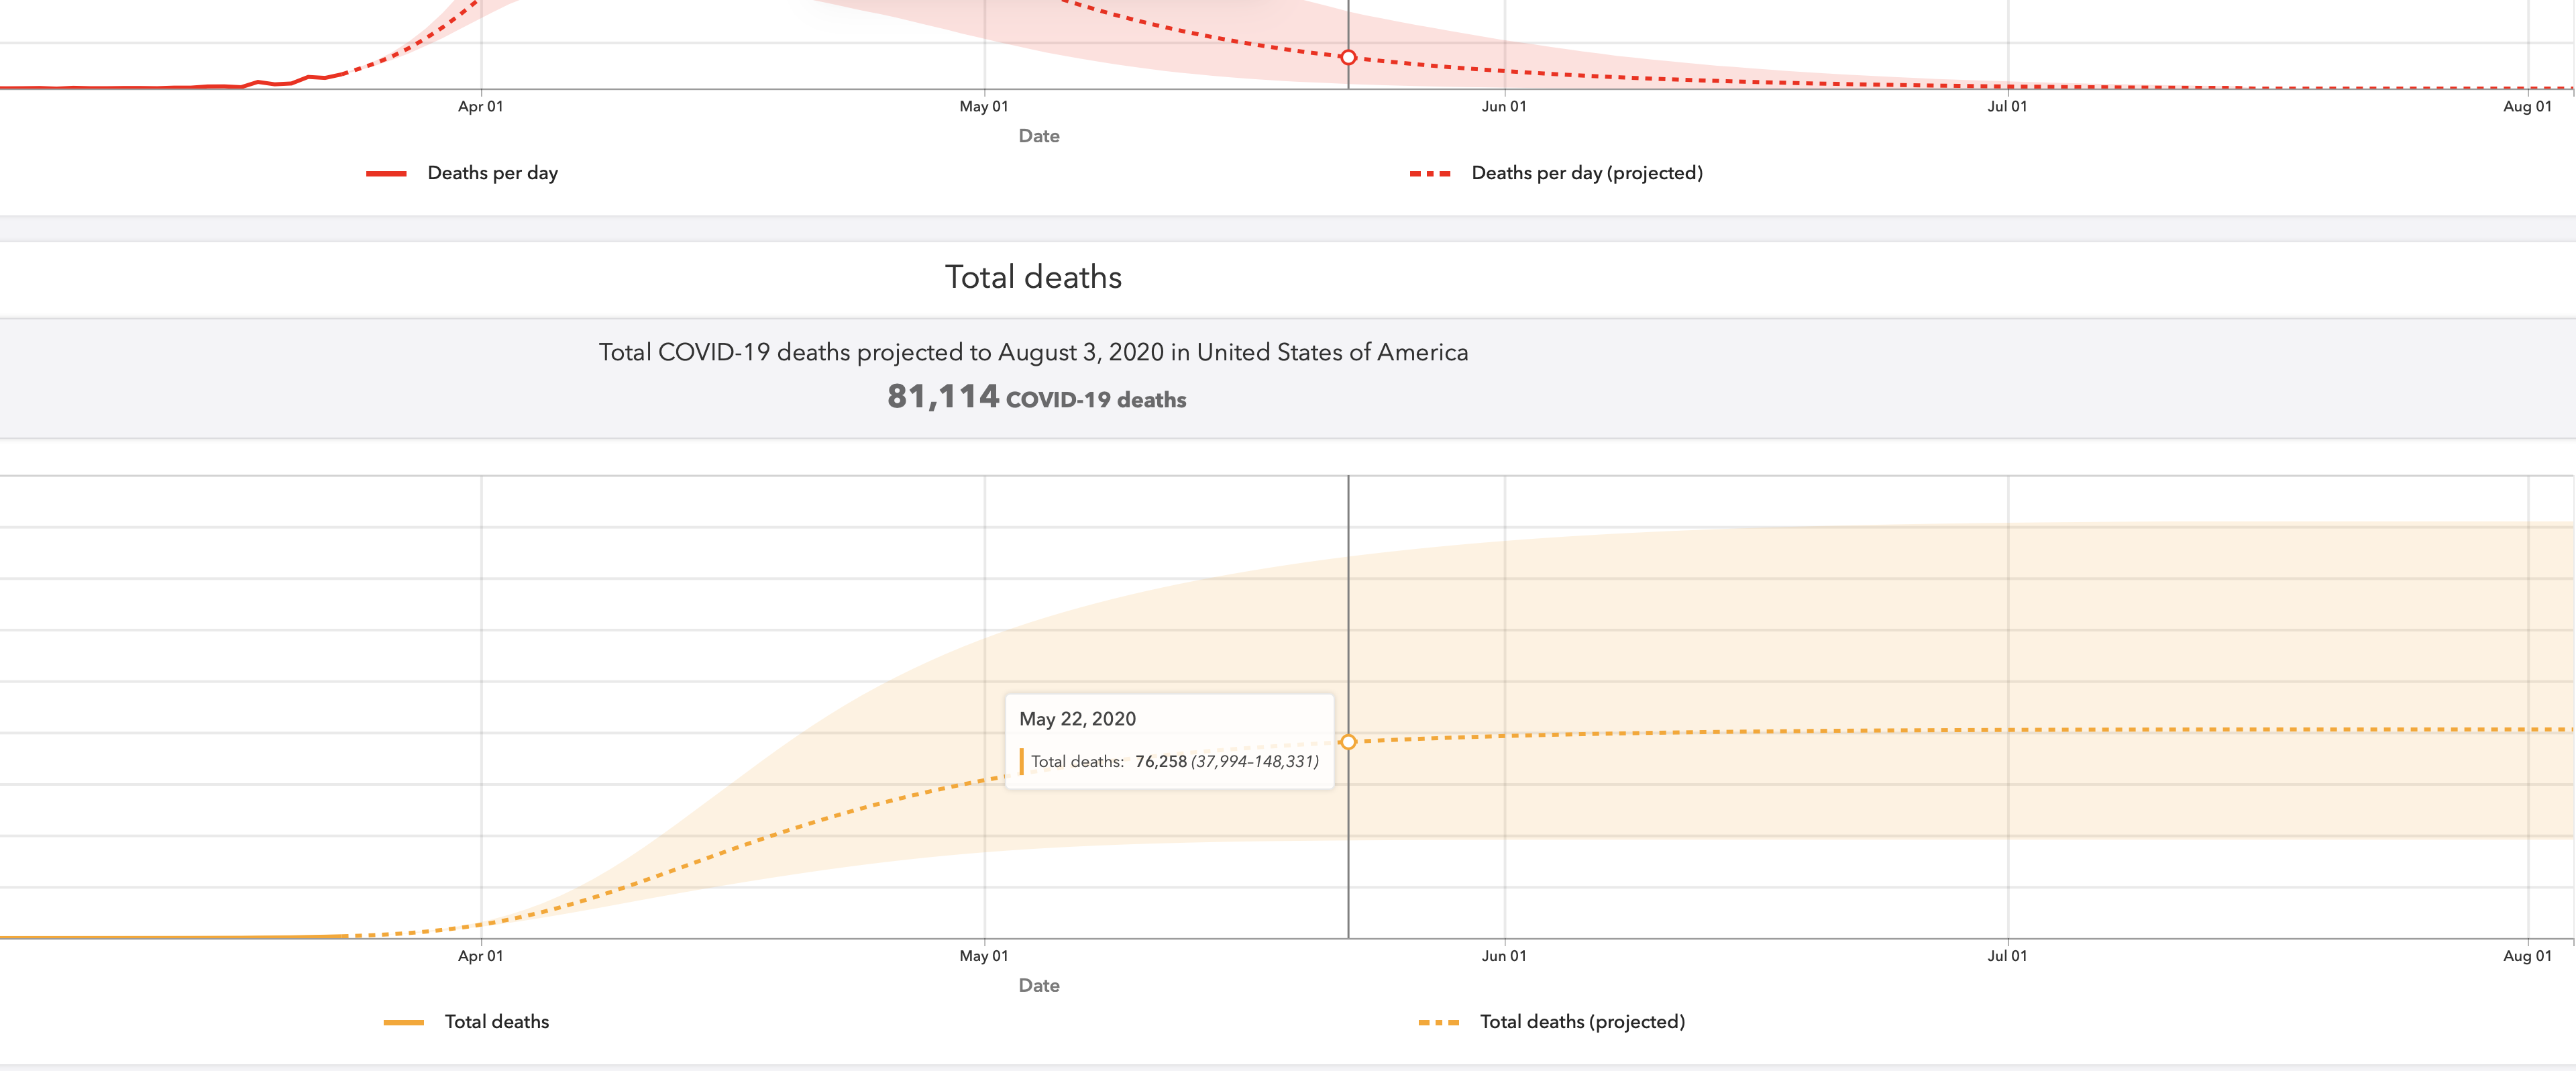 Apr 01 May 01 Jun 01 Jul 01 Aug 01
Date
Deaths per day Deaths per day (projected)
Total deaths
Total COVID-19 deaths projected to August 3, 2020 in United States of America
81,114 COVID-19 deaths
May 22, 2020
Total deaths: 76,258 (37,994–148,331)
Apr 01 May 01 Jun 01 Jul 01 Aug 01
Date
Total deaths Total deaths (projected)